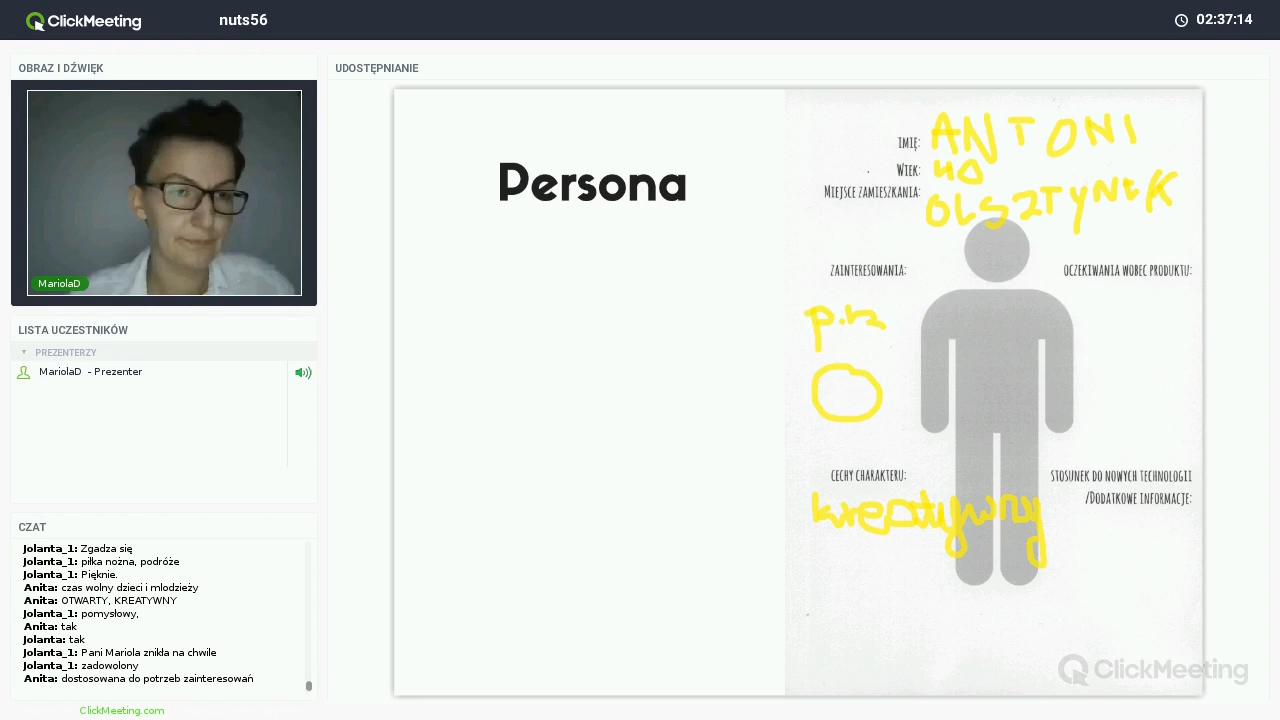 ClickMeeting
nuts56
02:37:14
OBRAZ I DŹWIĘK
MariolaD
LISTA UCZESTNIKÓW
PREZENTERZY
MariolaD - Prezenter
CZAT
Jolanta_1: Zgadza się
Jolanta_1: piłka nożna, podróże
Jolanta_1: Pięknie.
Anita: czas wolny dzieci i mlodzieży
Anita: OTWARTY, KREATYWNY
Jolanta_1: pomysłowy,
Anita: tak
Jolanta: tak
Jolanta_1: Pani Mariola znikła na chwile
Jolanta_1: zadowolony
Anita: dostosowana do potrzeb zainteresowań
ClickMeeting.com
UDOSTĘPNIANIE
Persona
IMIĘ: ANTONI
WIEK: 40
MIEJSCE ZAMIESZKANIA: OLSZTYNEK
ZAINTERESOWANIA:
OCZEKIWANIA WOBEC PRODUKTU:
CECHY CHARAKTERU:
kreatywny
STOSUNEK DO NOWYCH TECHNOLOGII
/DODATKOWE INFORMACJE:
ClickMeeting